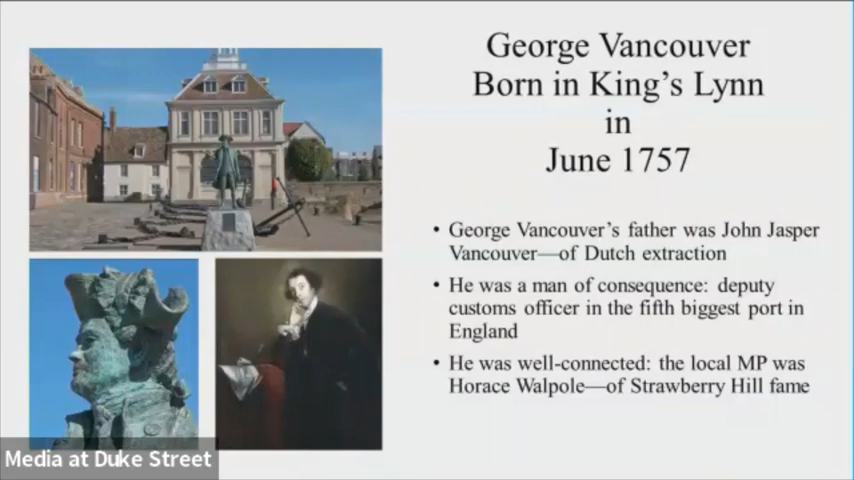 George Vancouver
Born in King's Lynn
in
June 1757
• George Vancouver's father was John Jasper
Vancouver—of Dutch extraction
• He was a man of consequence: deputy
customs officer in the fifth biggest port in
England
• He was well-connected: the local MP was
Horace Walpole—of Strawberry Hill fame
Media at Duke Street